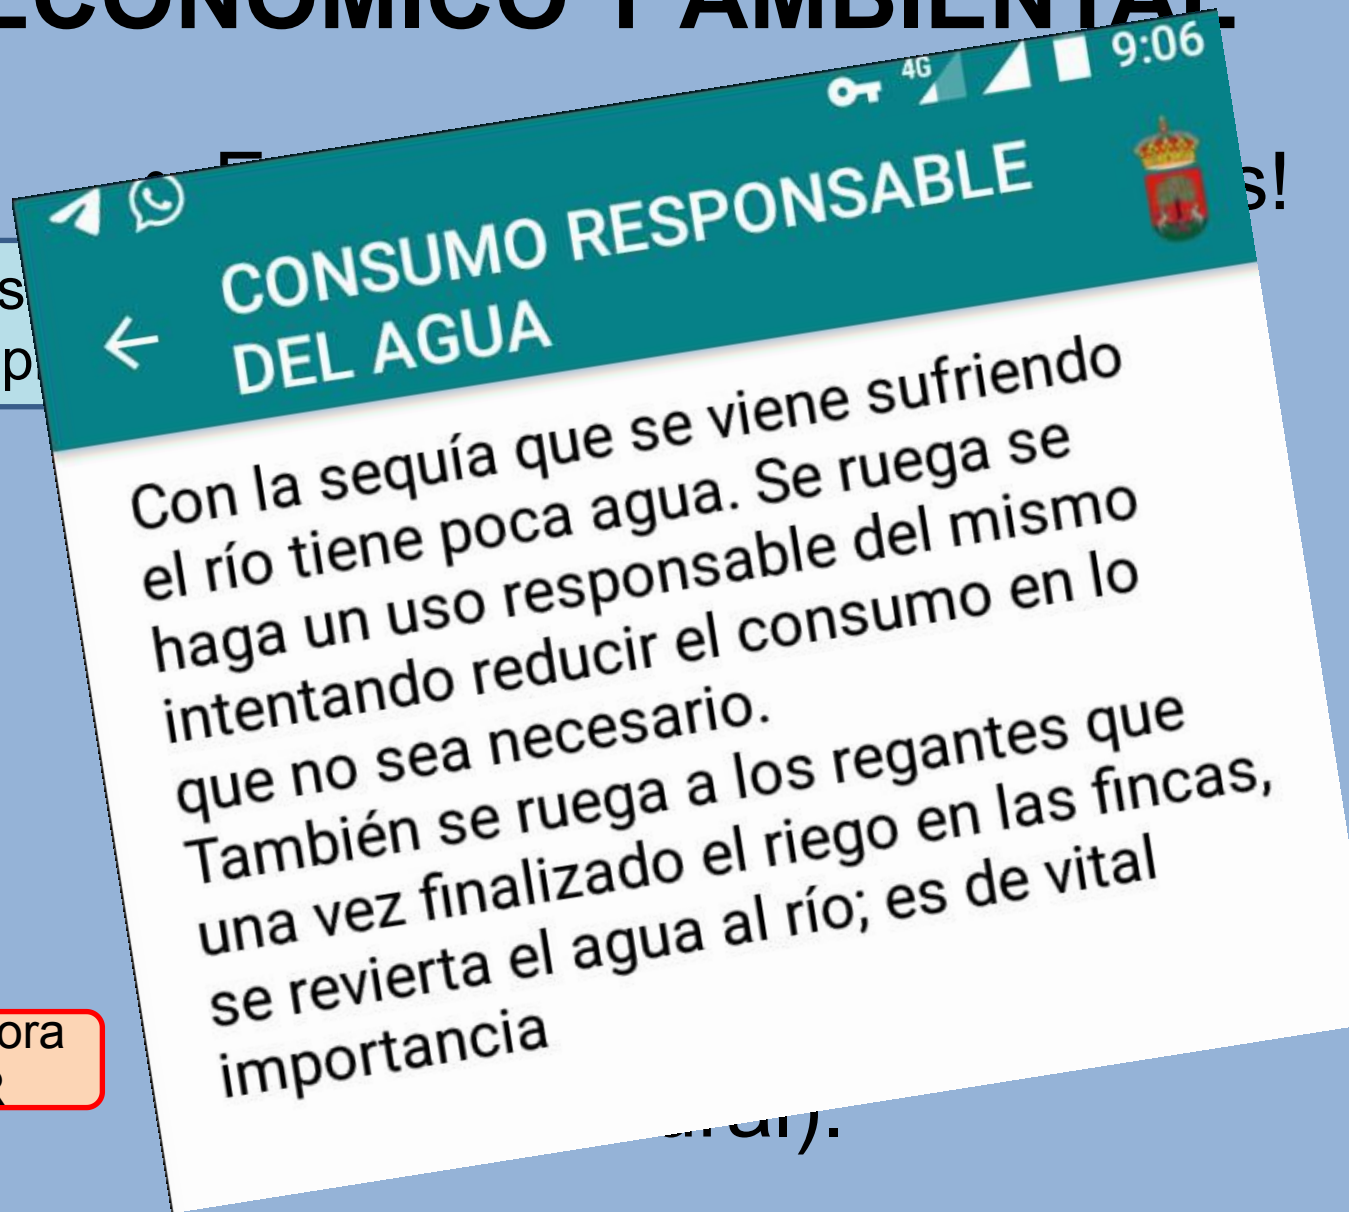 ECONÓMICO Y AMBIENTAL
4G 9:06
s!
CONSUMO RESPONSABLE
DEL AGUA
Con la sequía que se viene sufriendo
el río tiene poca agua. Se ruega se
haga un uso responsable del mismo
intentando reducir el consumo en lo
que no sea necesario.
También se ruega a los regantes que
una vez finalizado el riego en las fincas,
se revierta el agua al río; es de vital
importancia
ora